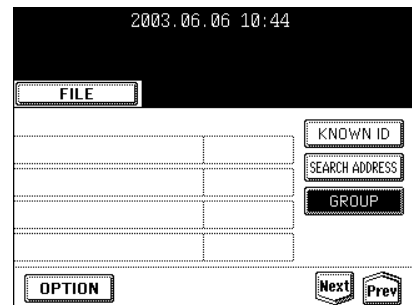 2003.06.06 10:44
FILE
KNOWN ID
SEARCH ADDRESS
GROUP
OPTION
Next
Prev